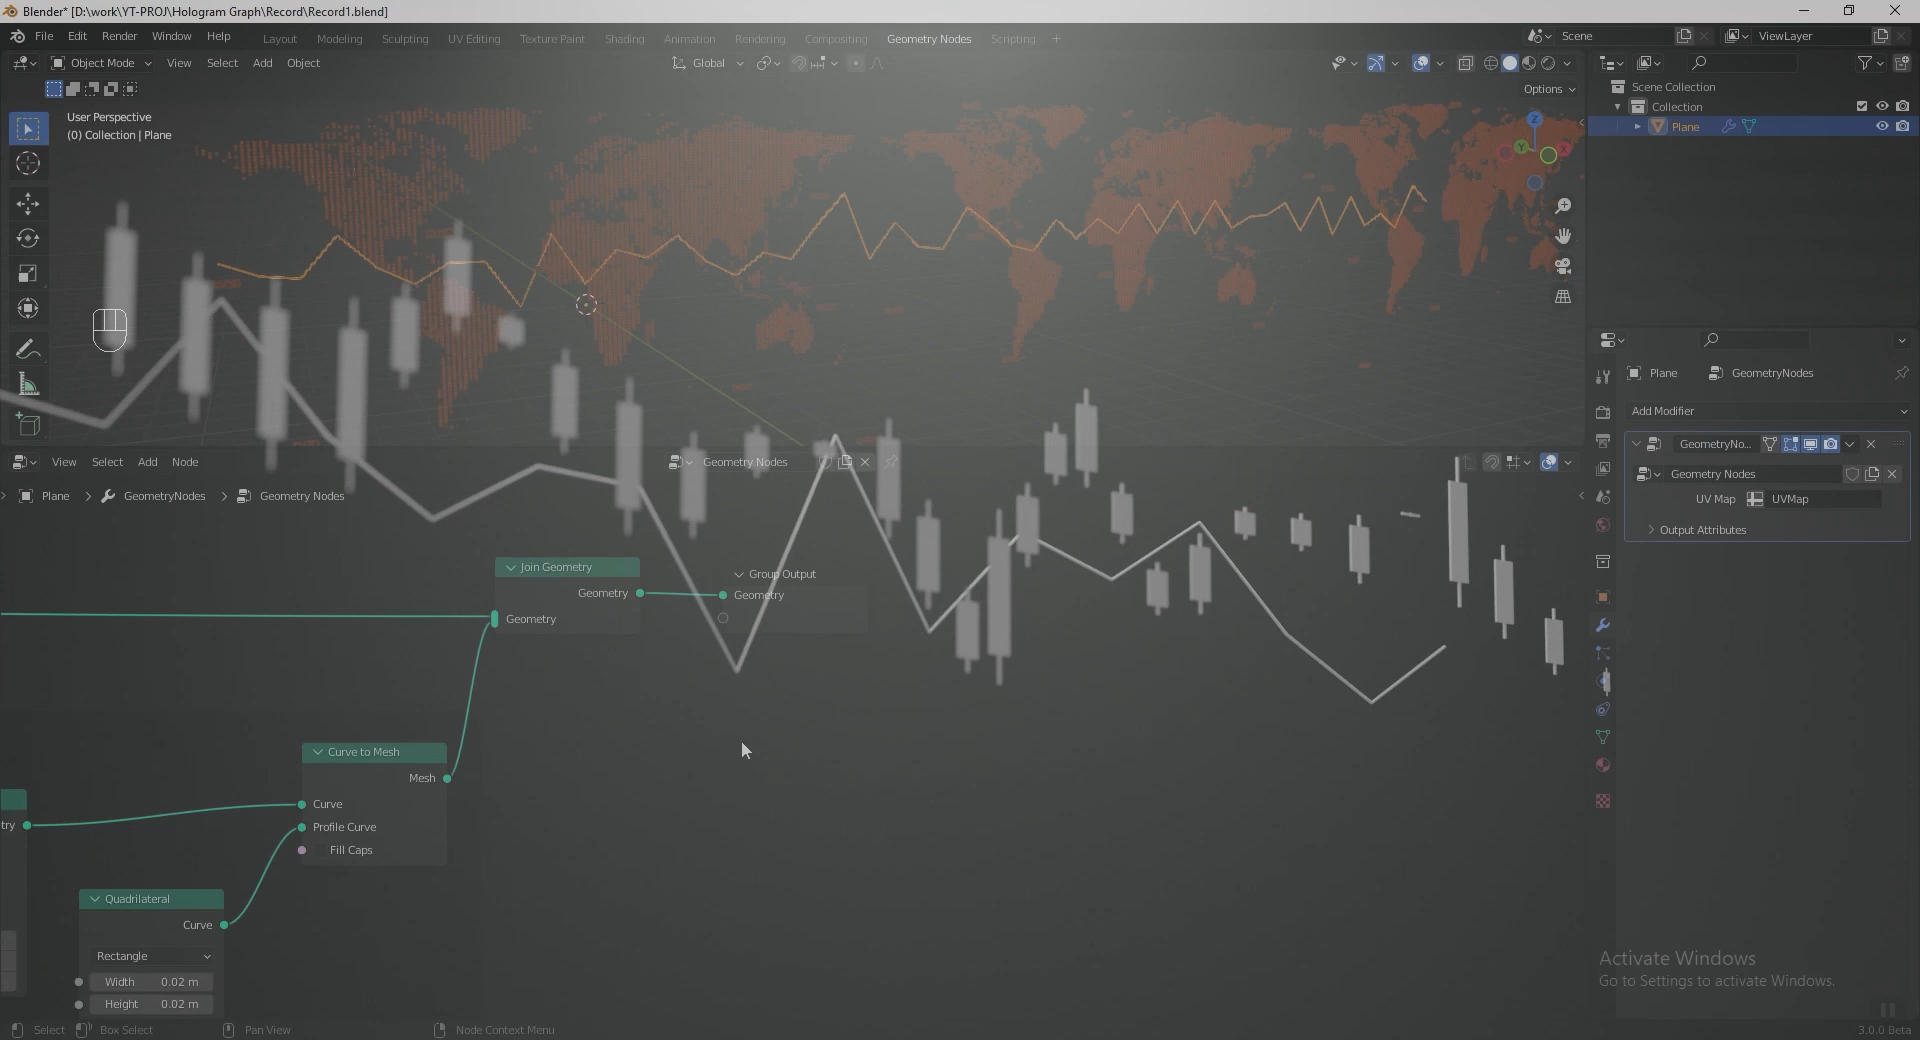 Blender* [D:\work\YT-PROJ\Hologram Graph\Record\Record1.blend]
File Edit Render Window Help
Layout Modeling Sculpting UV Editing Texture Paint Shading Animation Rendering Compositing Geometry Nodes Scripting +
Scene
ViewLayer
Object Mode View Select Add Object
Global
Options
User Perspective
(0) Collection | Plane
Z
Y
X
Scene Collection
Collection
Plane
Plane GeometryNodes
Add Modifier
GeometryNo...
Geometry Nodes
UV Map UVMap
Output Attributes
View Select Add Node
Geometry Nodes
Plane GeometryNodes Geometry Nodes
Join Geometry
Geometry
Geometry
Group Output
Geometry
Curve to Mesh
Mesh
Curve
Profile Curve
Fill Caps
try
Quadrilateral
Curve
Rectangle
Width 0.02 m
Height 0.02 m
Activate Windows
Go to Settings to activate Windows.
Select Box Select Pan View Node Context Menu
3.0.0 Beta